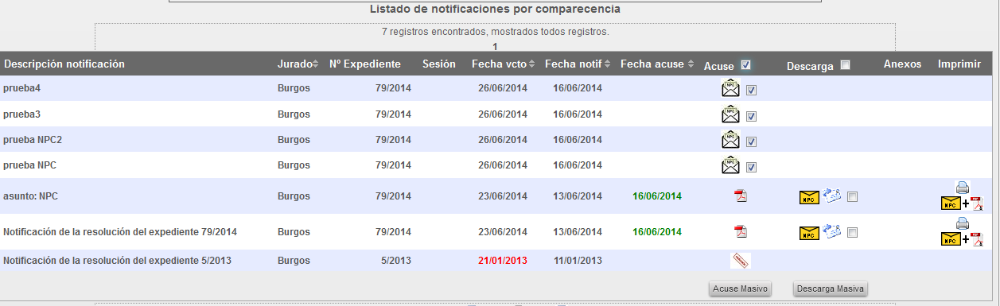 Listado de notificaciones por comparecencia
7 registros encontrados, mostrados todos registros.
1
Descripción notificación Jurado Nº Expediente Sesión Fecha vcto Fecha notif Fecha acuse Acuse Descarga Anexos Imprimir
prueba4 Burgos 79/2014 26/06/2014 16/06/2014 NPC
prueba3 Burgos 79/2014 26/06/2014 16/06/2014 NPC
prueba NPC2 Burgos 79/2014 26/06/2014 16/06/2014 NPC
prueba NPC Burgos 79/2014 26/06/2014 16/06/2014 NPC
asunto: NPC Burgos 79/2014 23/06/2014 13/06/2014 16/06/2014 NPC NPC +
Notificación de la resolución del expediente 79/2014 Burgos 79/2014 23/06/2014 13/06/2014 16/06/2014 NPC NPC +
Notificación de la resolución del expediente 5/2013 Burgos 5/2013 21/01/2013 11/01/2013
Acuse Masivo Descarga Masiva